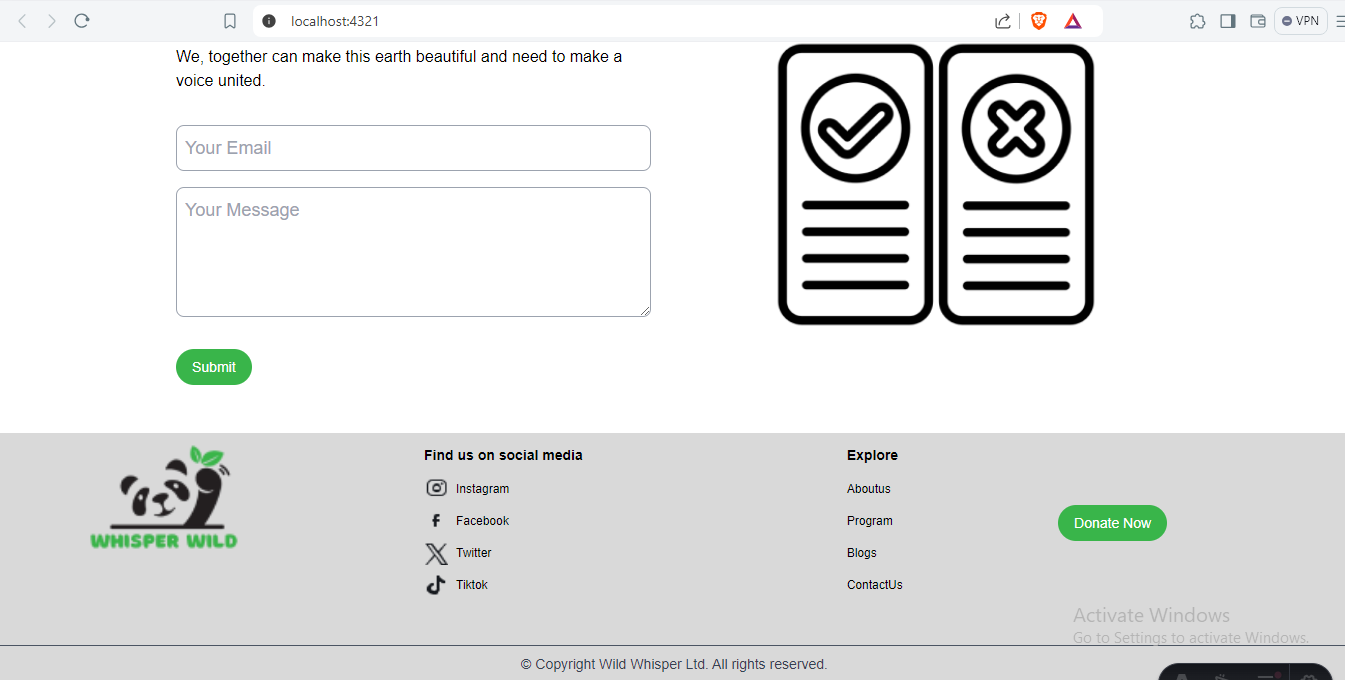 localhost:4321
VPN
We, together can make this earth beautiful and need to make a
voice united.
Your Email
Your Message
Submit
WHISPER WILD
Find us on social media
Instagram
Facebook
Twitter
Tiktok
Explore
Aboutus
Program
Blogs
ContactUs
Donate Now
Activate Windows
Go to Settings to activate Windows.
© Copyright Wild Whisper Ltd. All rights reserved.